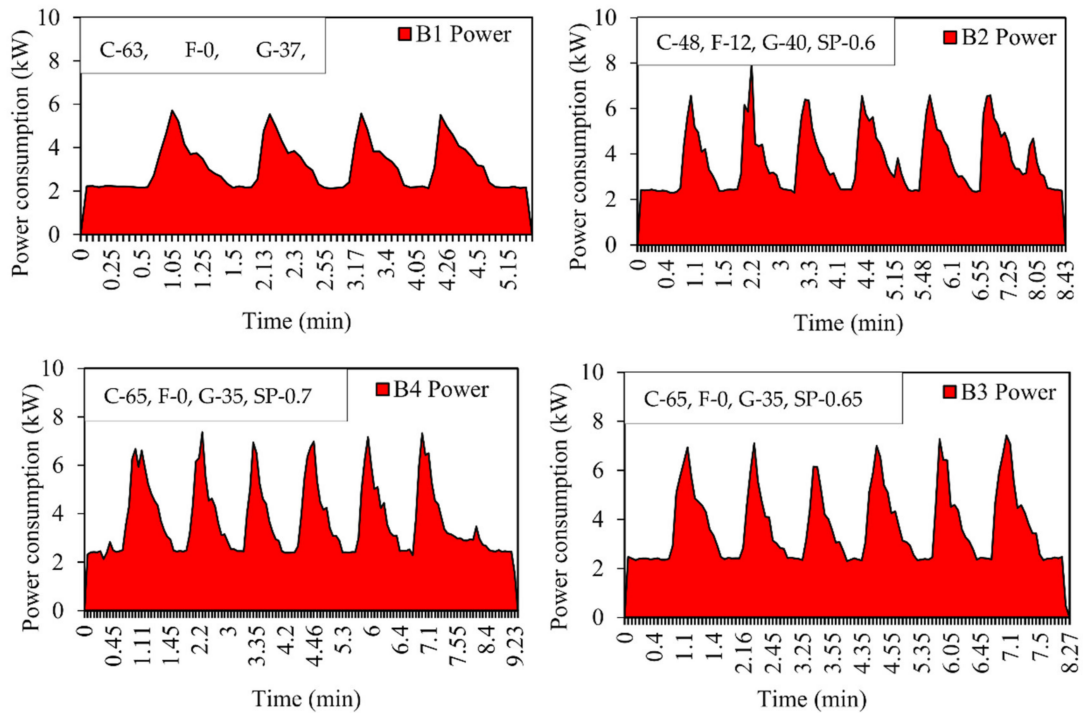 C-63, F-0, G-37,
B1 Power
Power consumption (kW)
10
8
6
4
2
0
0 0.25 0.5 1.05 1.25 1.5 2.13 2.3 2.55 3.17 3.4 4.05 4.26 4.5 5.15
Time (min)
C-48, F-12, G-40, SP-0.6
B2 Power
Power consumption (kW)
10
8
6
4
2
0
0 0.4 1.1 1.4 2.2 3 3.3 4.1 4.4 5.15 5.48 6.1 6.55 7.25 8.05 8.43
Time (min)
C-65, F-0, G-35, SP-0.7
B4 Power
Power consumption (kW)
10
8
6
4
2
0
0 0.45 1.11 1.45 2.2 3 3.35 4.2 4.46 5.3 6 6.4 7.1 7.55 8.4 9.23
Time (min)
C-65, F-0, G-35, SP-0.65
B3 Power
Power consumption (kW)
10
8
6
4
2
0
0 0.4 1.1 1.4 2.16 2.45 3.25 4 4.55 5.35 6.05 6.45 7.1 7.5 8.27
Time (min)